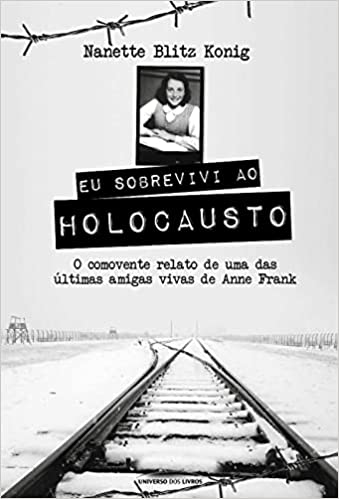 Nanette Blitz Konig
EU SOBREVIVI AO
HOLOCAUSTO
O comovente relato de uma das
últimas amigas vivas de Anne Frank
UNIVERSO DOS LIVROS